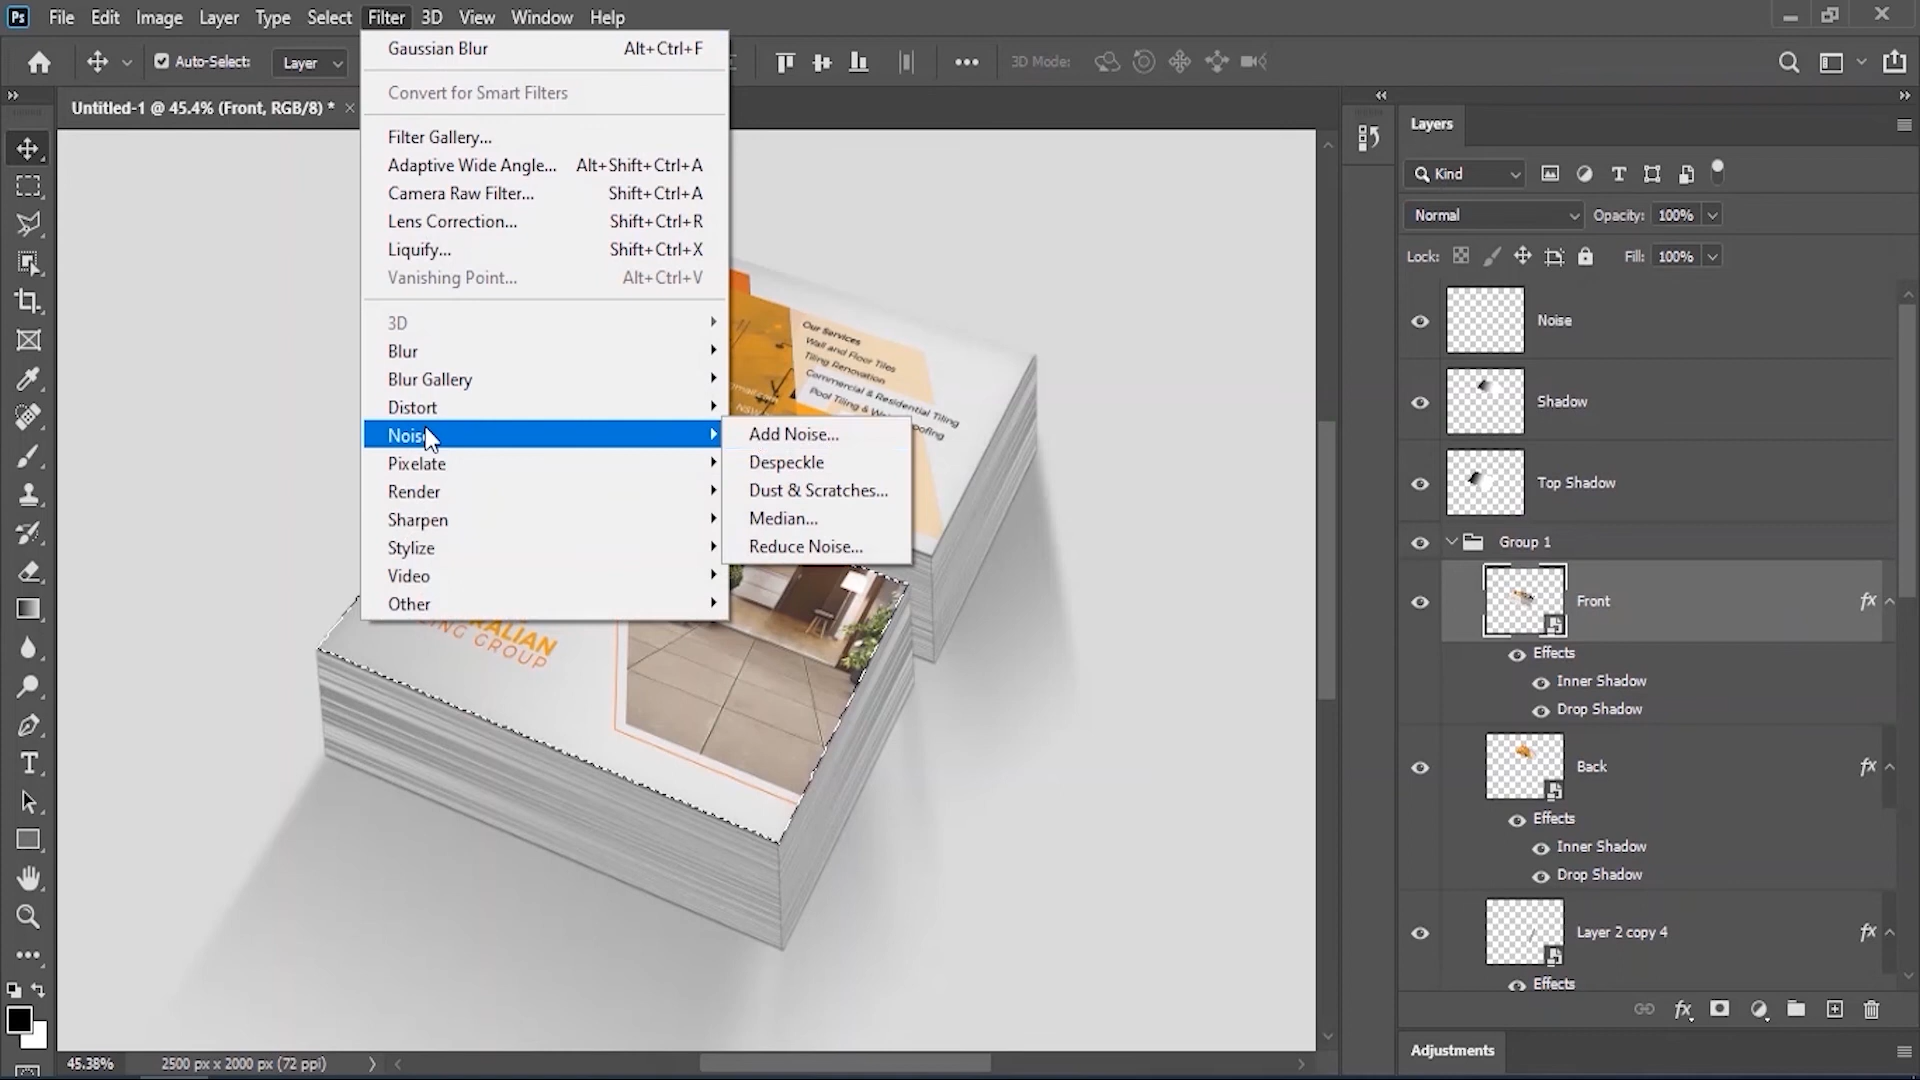 Ps File Edit Image Layer Type Select Filter 3D View Window Help
Auto-Select: Layer
3D Mode:
Untitled-1 @ 45.4% (Front, RGB/8) *
Gaussian Blur Alt+Ctrl+F
Convert for Smart Filters
Filter Gallery...
Adaptive Wide Angle... Alt+Shift+Ctrl+A
Camera Raw Filter... Shift+Ctrl+A
Lens Correction... Shift+Ctrl+R
Liquify... Shift+Ctrl+X
Vanishing Point... Alt+Ctrl+V
3D
Blur
Blur Gallery
Distort
Noise
Pixelate
Render
Sharpen
Stylize
Video
Other
Add Noise...
Despeckle
Dust & Scratches...
Median...
Reduce Noise...
Our Services
Wall and Floor Tiles
Tiling Renovation
Commercial & Residential Tiling
Pool Tiling &
Layers
Kind
Normal Opacity: 100%
Lock: Fill: 100%
Noise
Shadow
Top Shadow
Group 1
Front fx
Effects
Inner Shadow
Drop Shadow
Back fx
Effects
Inner Shadow
Drop Shadow
Layer 2 copy 4 fx
Effects
fx
Adjustments
45.38% 2500 px x 2000 px (72 ppi)